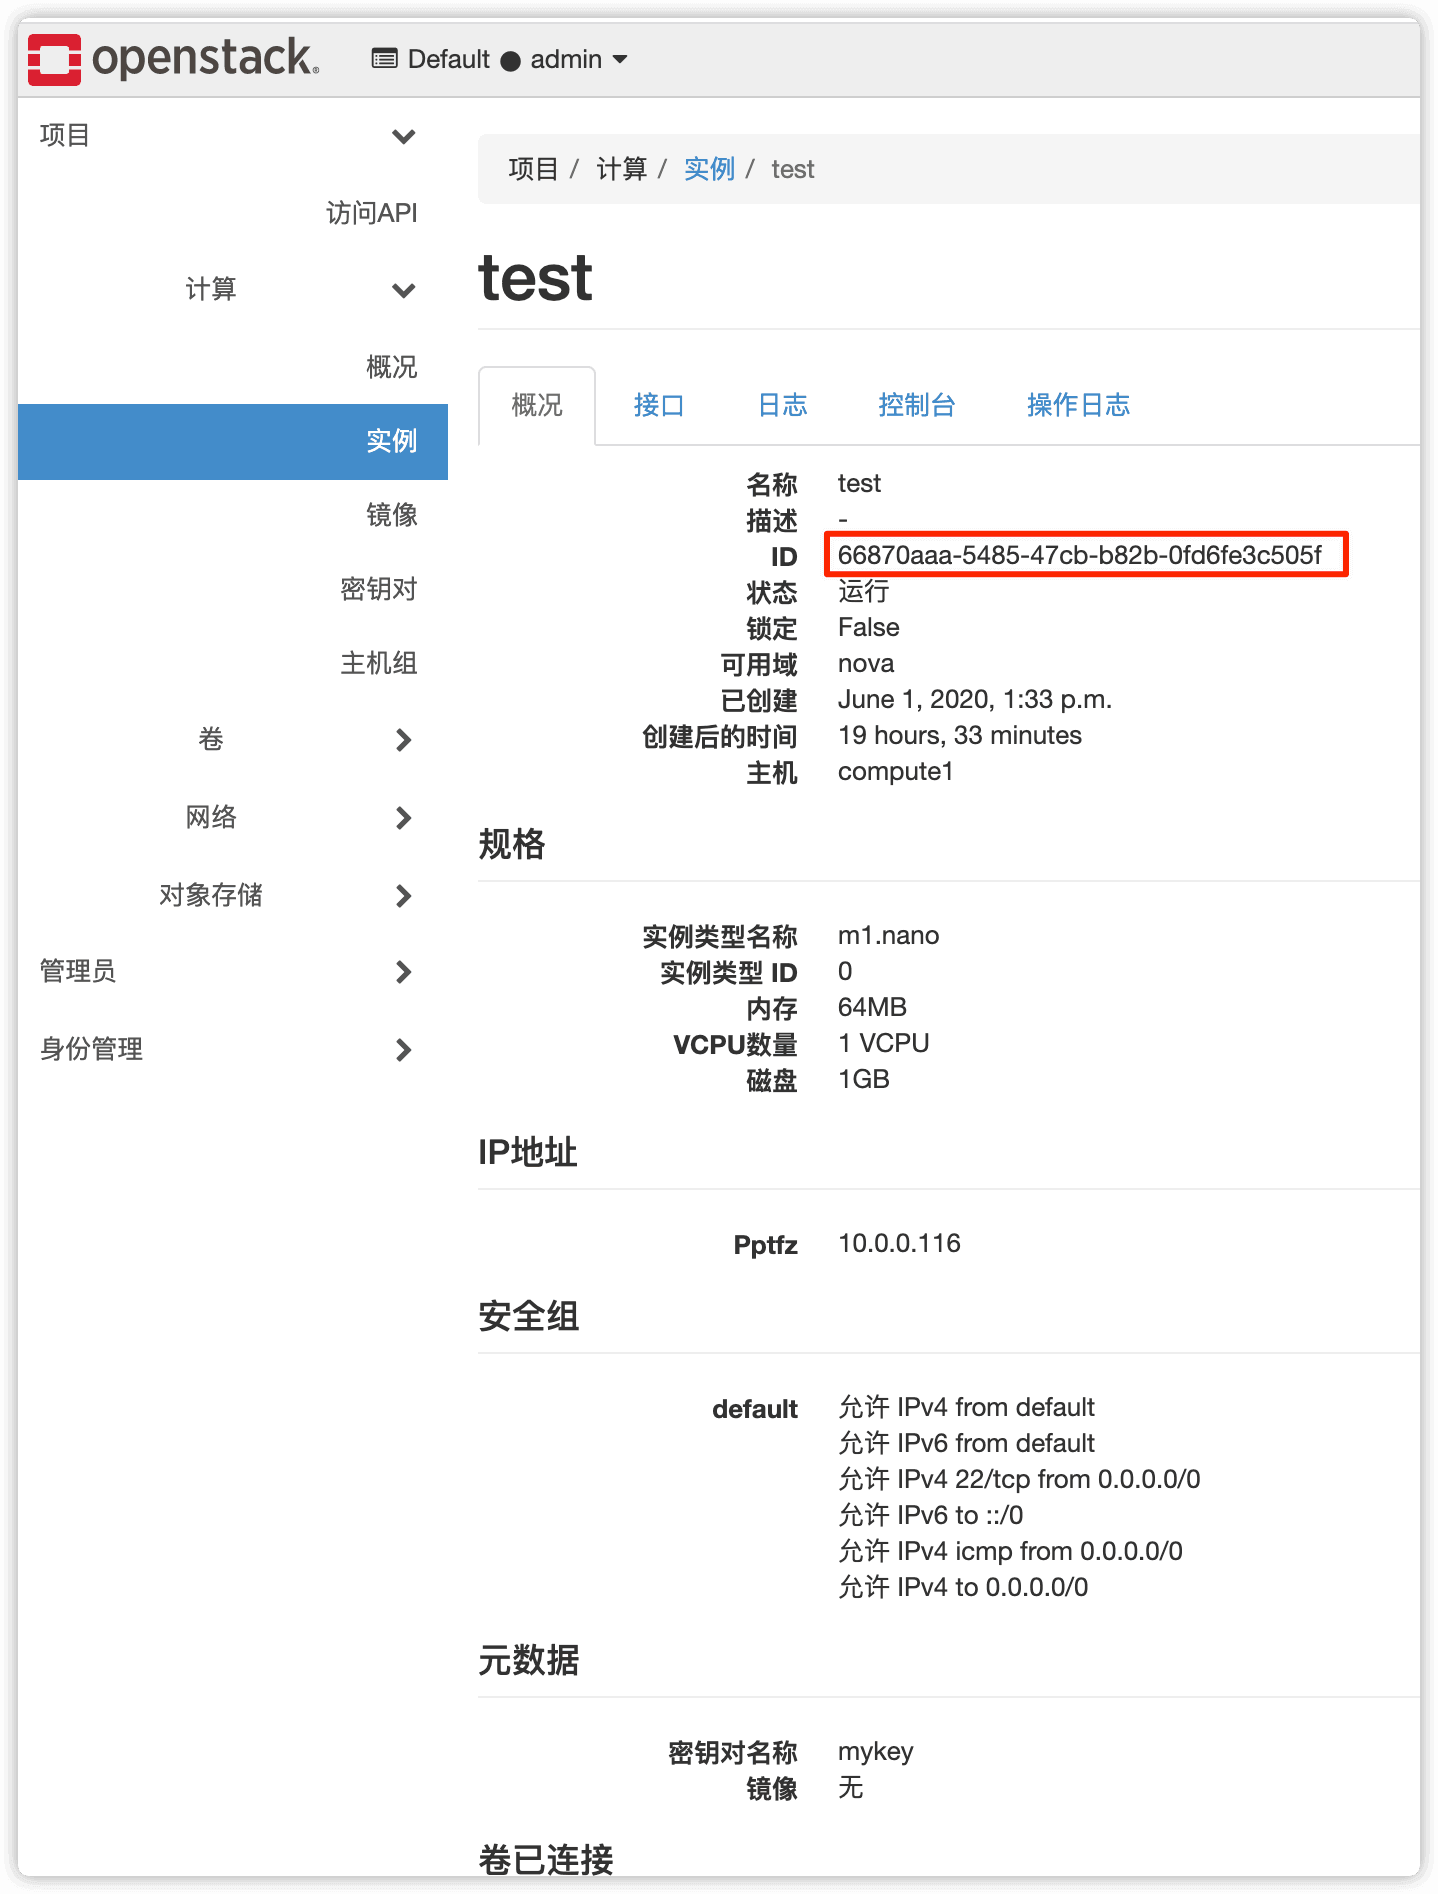 openstack.
Default ● admin
项目
访问API
计算
概况
实例
镜像
密钥对
主机组
卷
网络
对象存储
管理员
身份管理
项目 / 计算 / 实例 / test
test
概况 接口 日志 控制台 操作日志
名称 test
描述 -
ID 66870aaa-5485-47cb-b82b-0fd6fe3c505f
状态 运行
锁定 False
可用域 nova
已创建 June 1, 2020, 1:33 p.m.
创建后的时间 19 hours, 33 minutes
主机 compute1
规格
实例类型名称 m1.nano
实例类型 ID 0
内存 64MB
VCPU数量 1 VCPU
磁盘 1GB
IP地址
Pptfz 10.0.0.116
安全组
default 允许 IPv4 from default
允许 IPv6 from default
允许 IPv4 22/tcp from 0.0.0.0/0
允许 IPv6 to ::/0
允许 IPv4 icmp from 0.0.0.0/0
允许 IPv4 to 0.0.0.0/0
元数据
密钥对名称 mykey
镜像 无
卷已连接